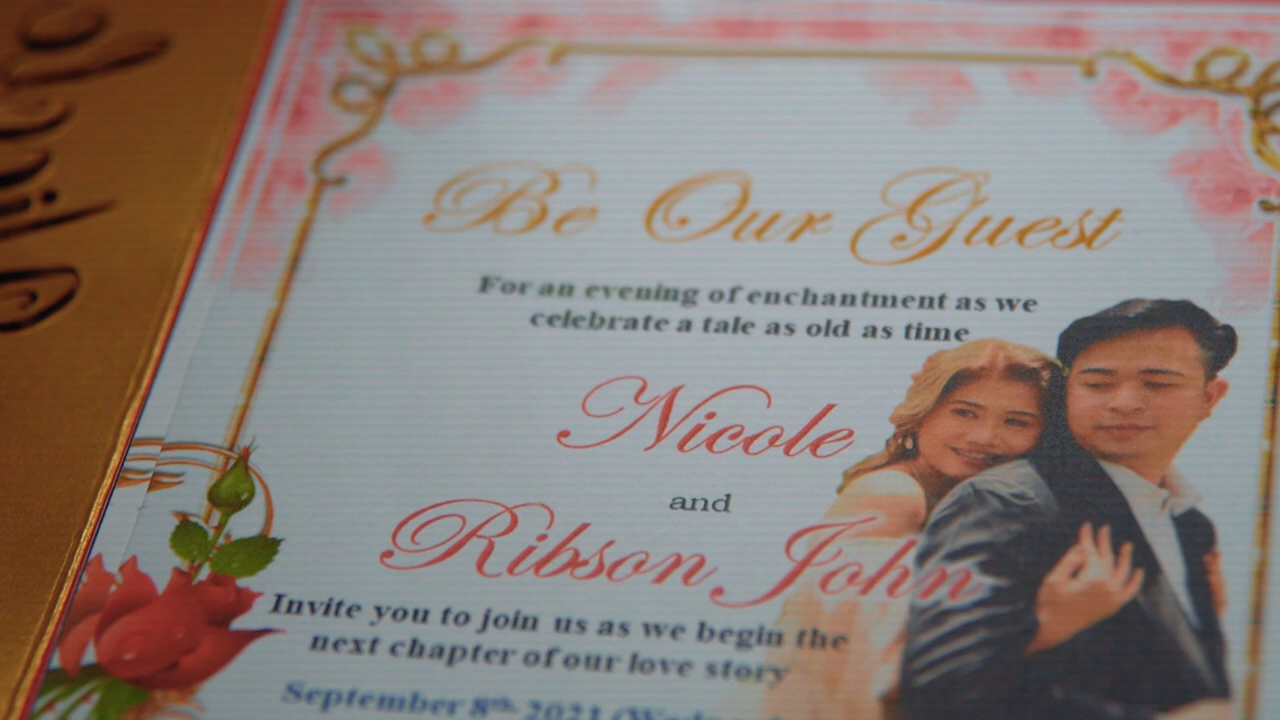 Be Our Guest
For an evening of enchantment as we
celebrate a tale as old as time
Nicole
and
Ribson John
Invite you to join us as we begin the
next chapter of our love story
September 8th, 2021